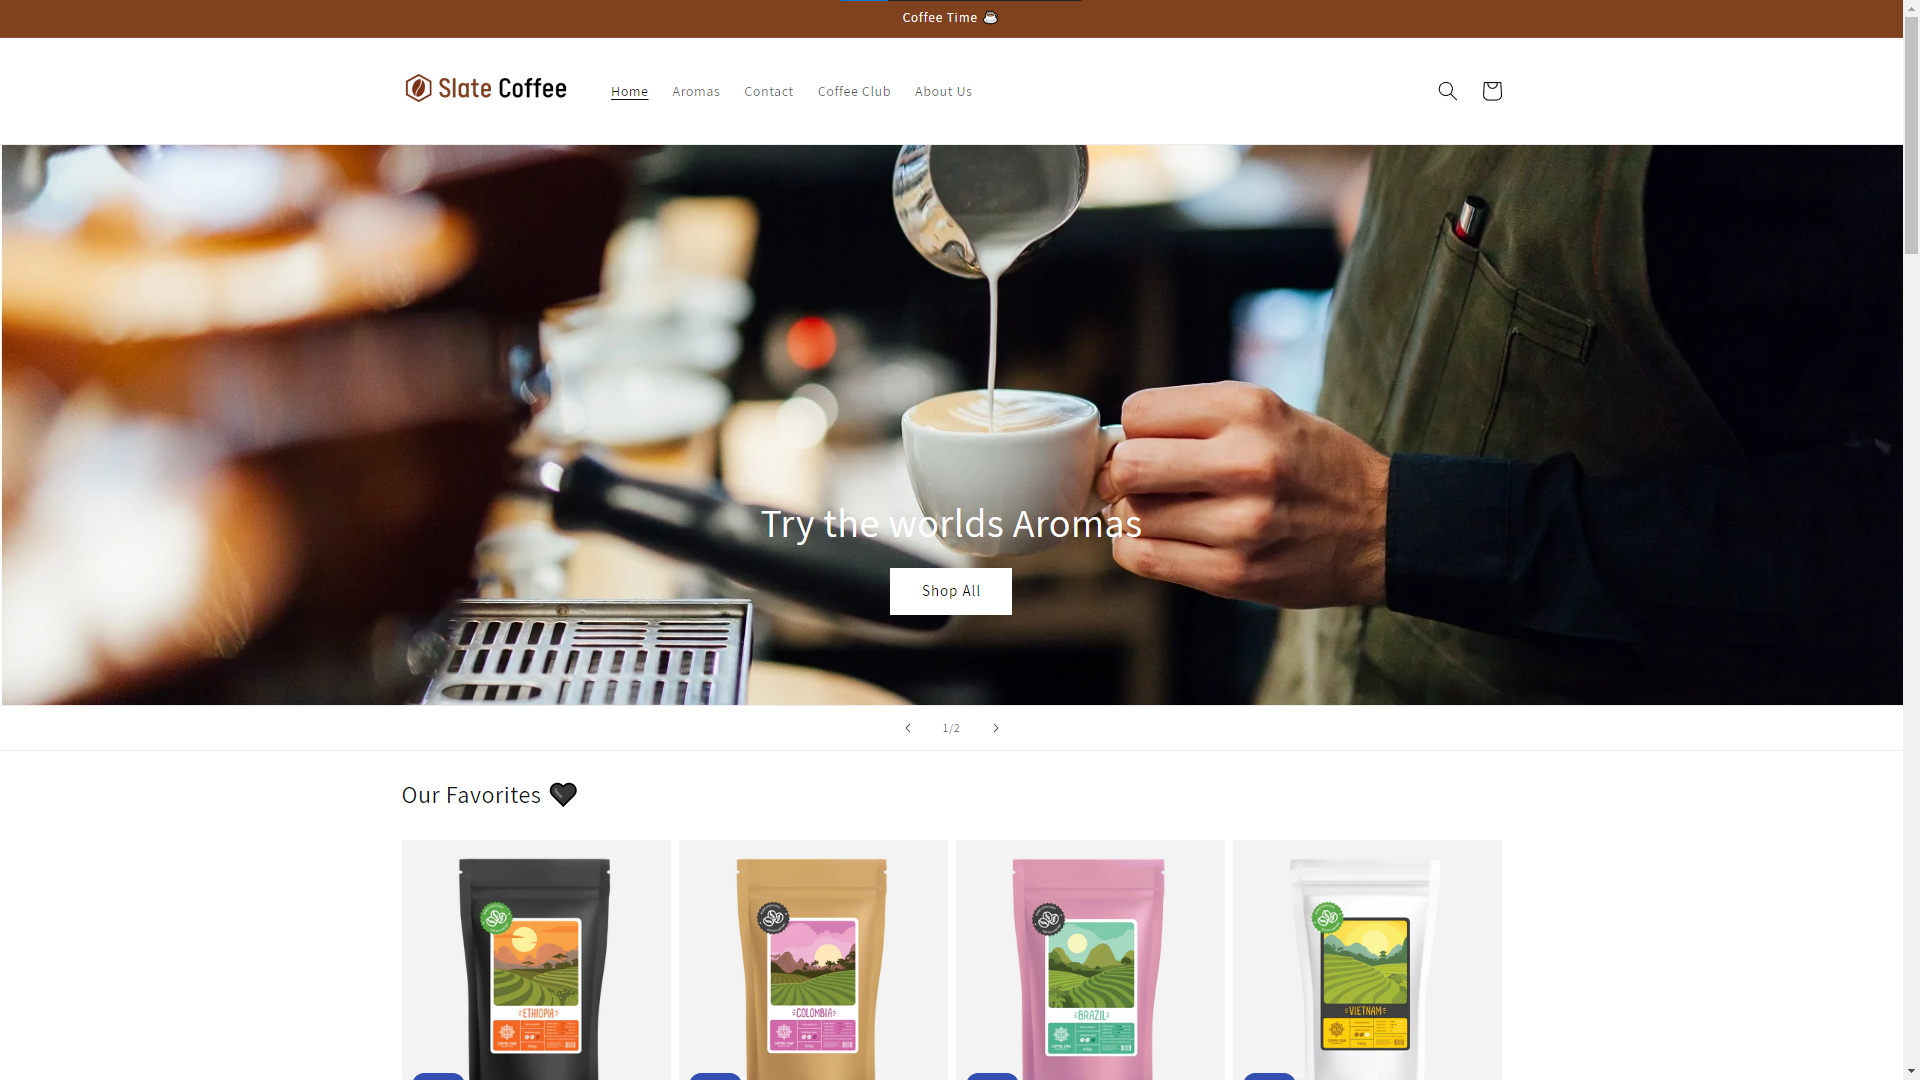 Coffee Time
Slate Coffee
Home
Aromas
Contact
Coffee Club
About Us
Try the worlds Aromas
Shop All
1/2
Our Favorites
ETHIOPIA
COLOMBIA
BRAZIL
VIETNAM